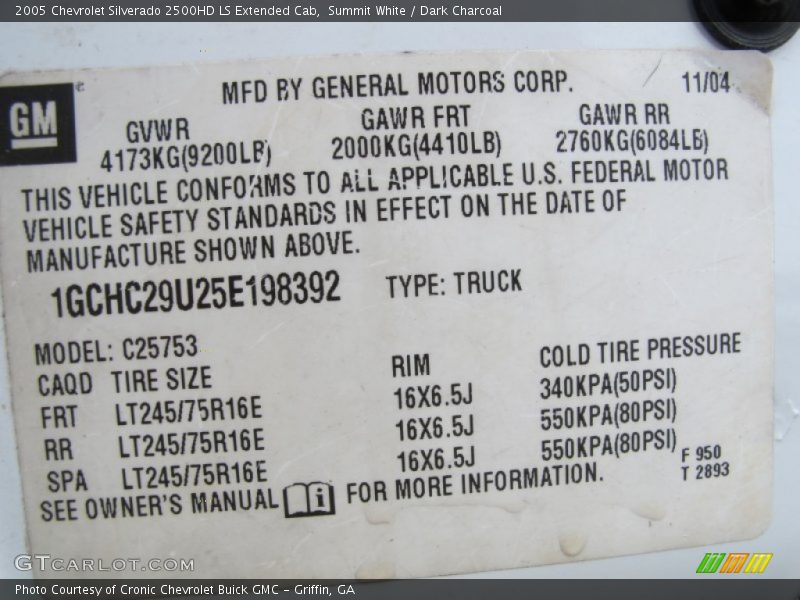 2005 Chevrolet Silverado 2500HD LS Extended Cab, Summit White / Dark Charcoal
GM
MFD BY GENERAL MOTORS CORP. 11/04
GVWR GAWR FRT GAWR RR
4173KG(9200LB) 2000KG(4410LB) 2760KG(6084LB)
THIS VEHICLE CONFORMS TO ALL APPLICABLE U.S. FEDERAL MOTOR
VEHICLE SAFETY STANDARDS IN EFFECT ON THE DATE OF
MANUFACTURE SHOWN ABOVE.
1GCHC29U25E198392 TYPE: TRUCK
MODEL: C25753
CAQD TIRE SIZE RIM COLD TIRE PRESSURE
FRT LT245/75R16E 16X6.5J 340KPA(50PSI)
RR LT245/75R16E 16X6.5J 550KPA(80PSI)
SPA LT245/75R16E 16X6.5J 550KPA(80PSI)
F 950
T 2893
SEE OWNER'S MANUAL FOR MORE INFORMATION.
GTCARLOT.COM
Photo Courtesy of Cronic Chevrolet Buick GMC - Griffin, GA